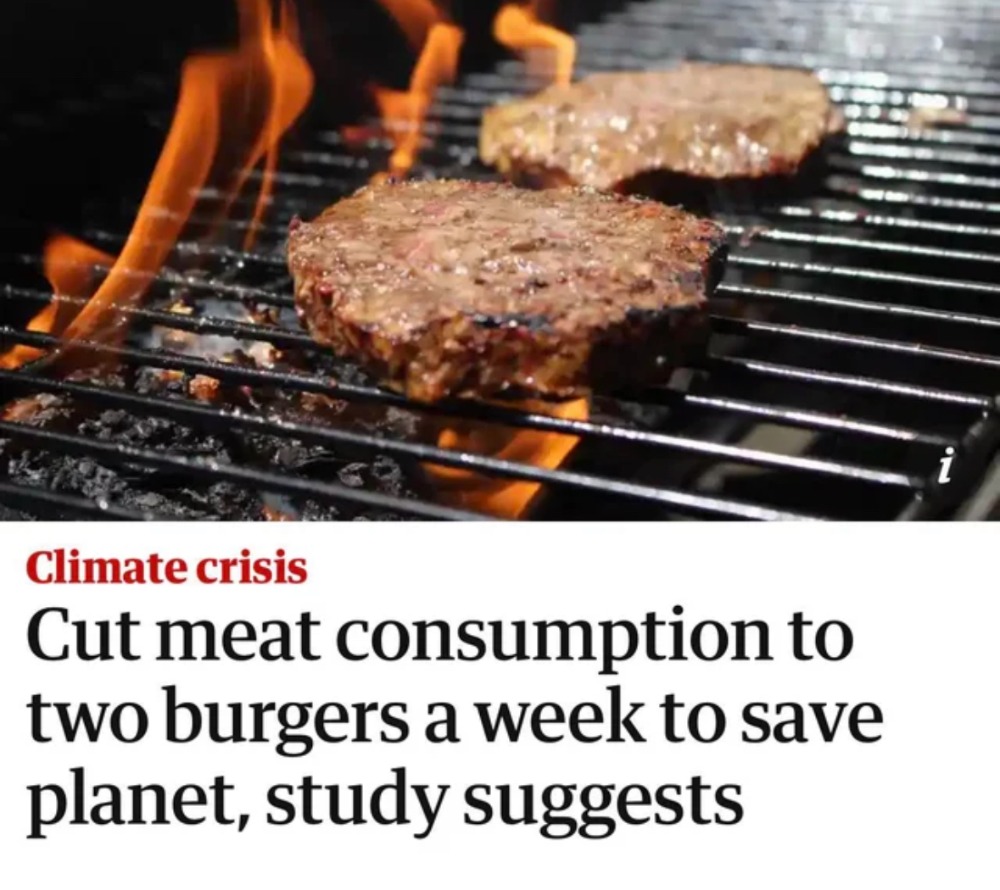 i
Climate crisis
Cut meat consumption to
two burgers a week to save
planet, study suggests